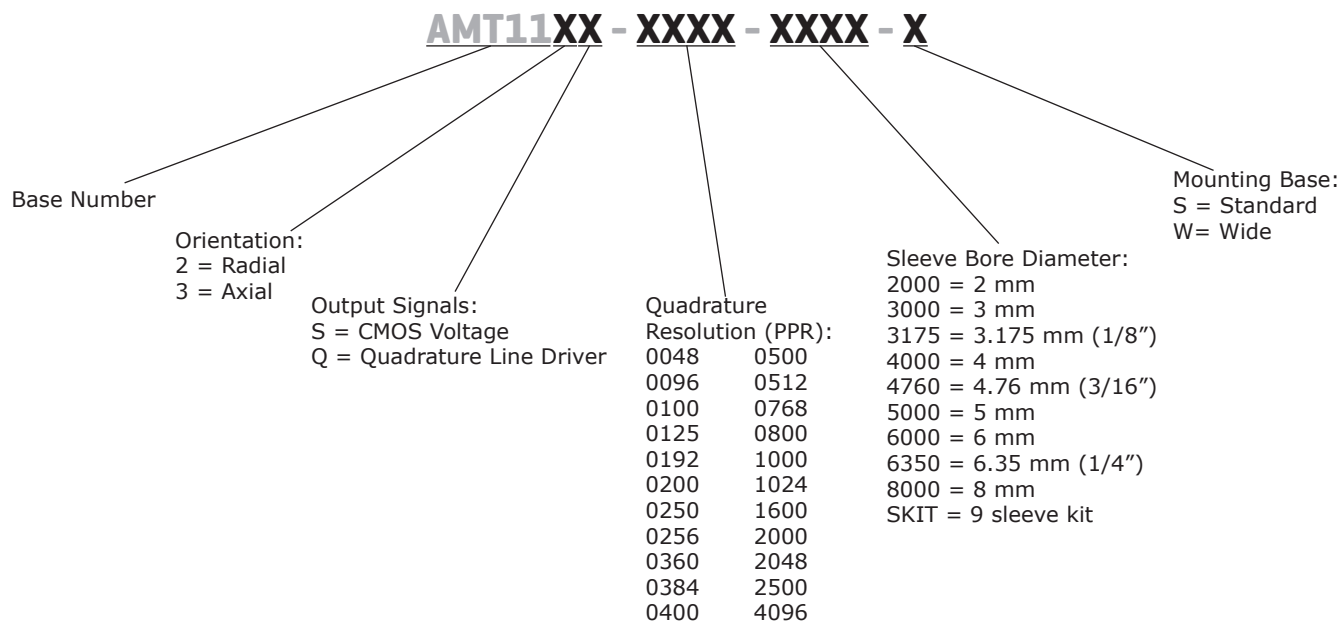 AMT11XX - XXXX - XXXX - X
Base Number
Orientation:
2 = Radial
3 = Axial
Output Signals:
S = CMOS Voltage
Q = Quadrature Line Driver
Quadrature
Resolution (PPR):
0048 0500
0096 0512
0100 0768
0125 0800
0192 1000
0200 1024
0250 1600
0256 2000
0360 2048
0384 2500
0400 4096
Sleeve Bore Diameter:
2000 = 2 mm
3000 = 3 mm
3175 = 3.175 mm (1/8″)
4000 = 4 mm
4760 = 4.76 mm (3/16″)
5000 = 5 mm
6000 = 6 mm
6350 = 6.35 mm (1/4″)
8000 = 8 mm
SKIT = 9 sleeve kit
Mounting Base:
S = Standard
W= Wide